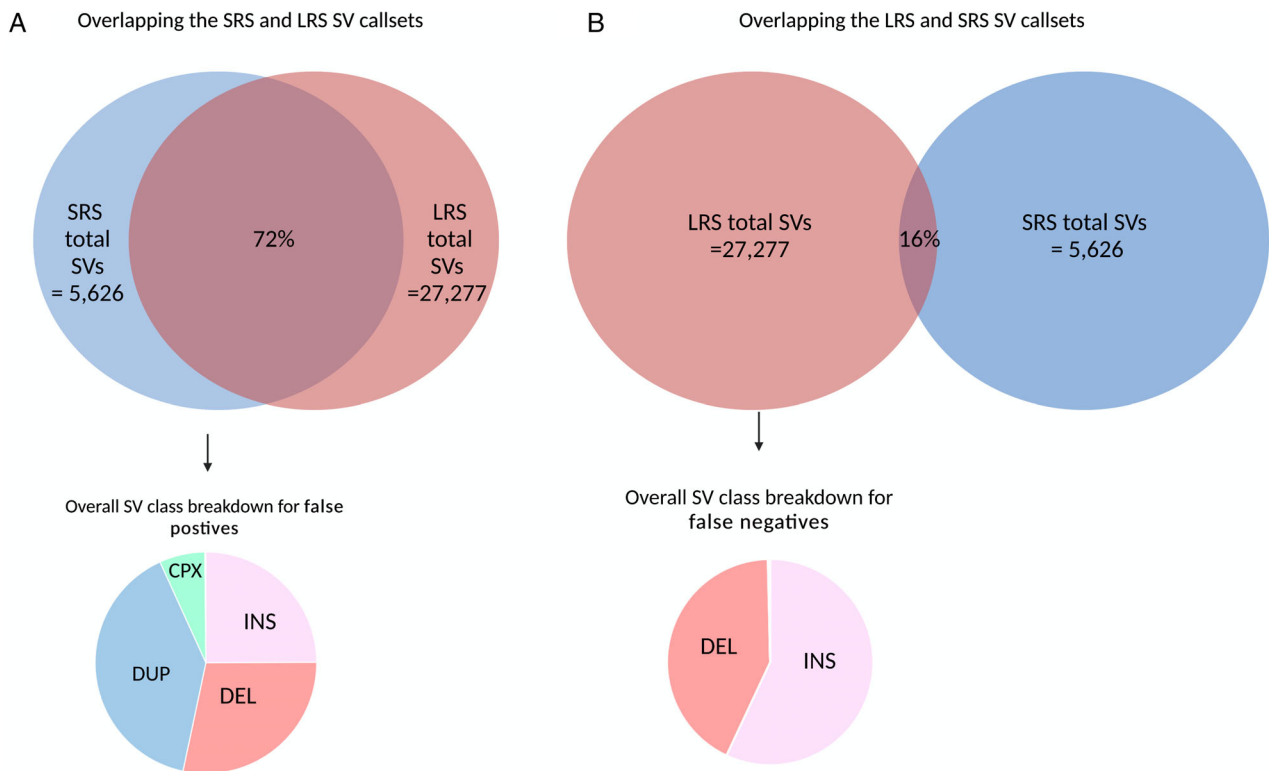 A
Overlapping the SRS and LRS SV callsets
SRS
total
SVs
= 5,626
72%
LRS
total
SVs
=27,277
Overall SV class breakdown for false
postives
CPX
INS
DUP
DEL
B
Overlapping the LRS and SRS SV callsets
LRS total SVs
=27,277
16%
SRS total SVs
= 5,626
Overall SV class breakdown for
false negatives
DEL
INS